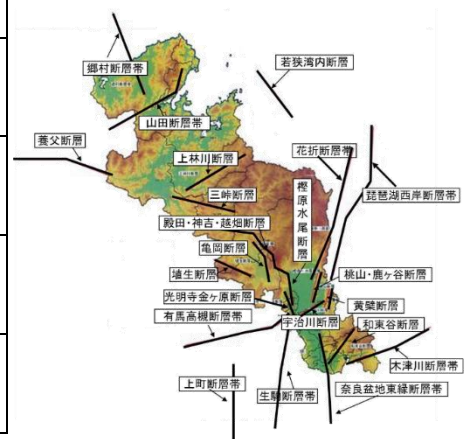 郷村断層帯
若狭湾内断層
山田断層帯
養父断層
上林川断層
花折断層帯
三峠断層
樫原水尾断層
琵琶湖西岸断層帯
殿田・神吉・越畑断層
亀岡断層
埴生断層
桃山・鹿ヶ谷断層
光明寺金ヶ原断層
黄檗断層
有馬高槻断層帯
宇治川断層
和束谷断層
木津川断層帯
上町断層帯
生駒断層帯
奈良盆地東縁断層帯